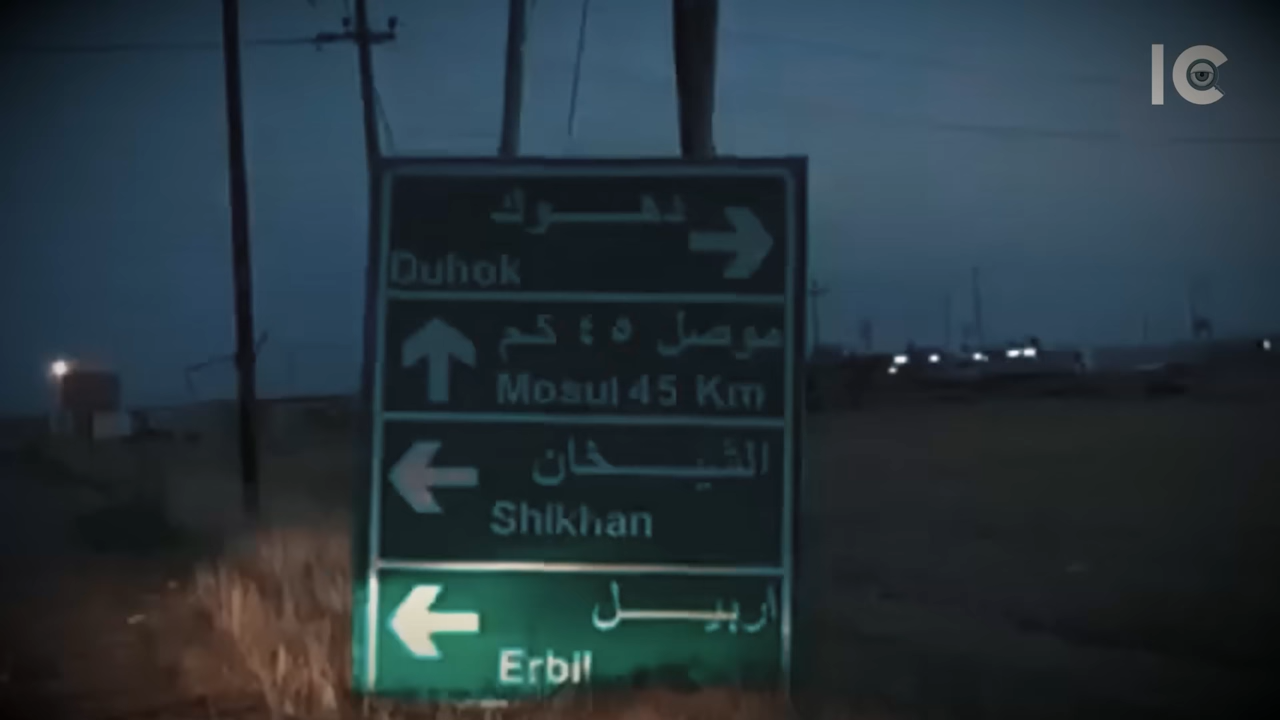 IC
دهوك
Duhok
موصل ٤٥ كم
Mosul 45 Km
الشيخان
Shikhan
اربيل
Erbil